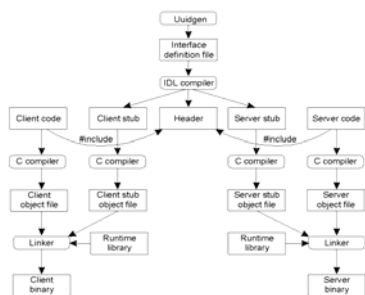 Uuidgen
Interface
definition file
IDL compiler
Client code
Client stub
Header
Server stub
Server code
#include
#include
C compiler
C compiler
C compiler
C compiler
Client
object file
Client stub
object file
Server stub
object file
Server
object file
Linker
Runtime
library
Runtime
library
Linker
Client
binary
Server
binary